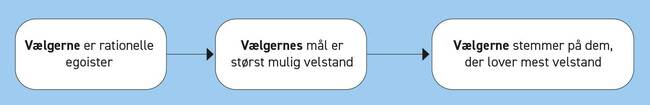 Vælgerne er rationelle
egoister
Vælgernes mål er
størst mulig velstand
Vælgerne stemmer på dem,
der lover mest velstand